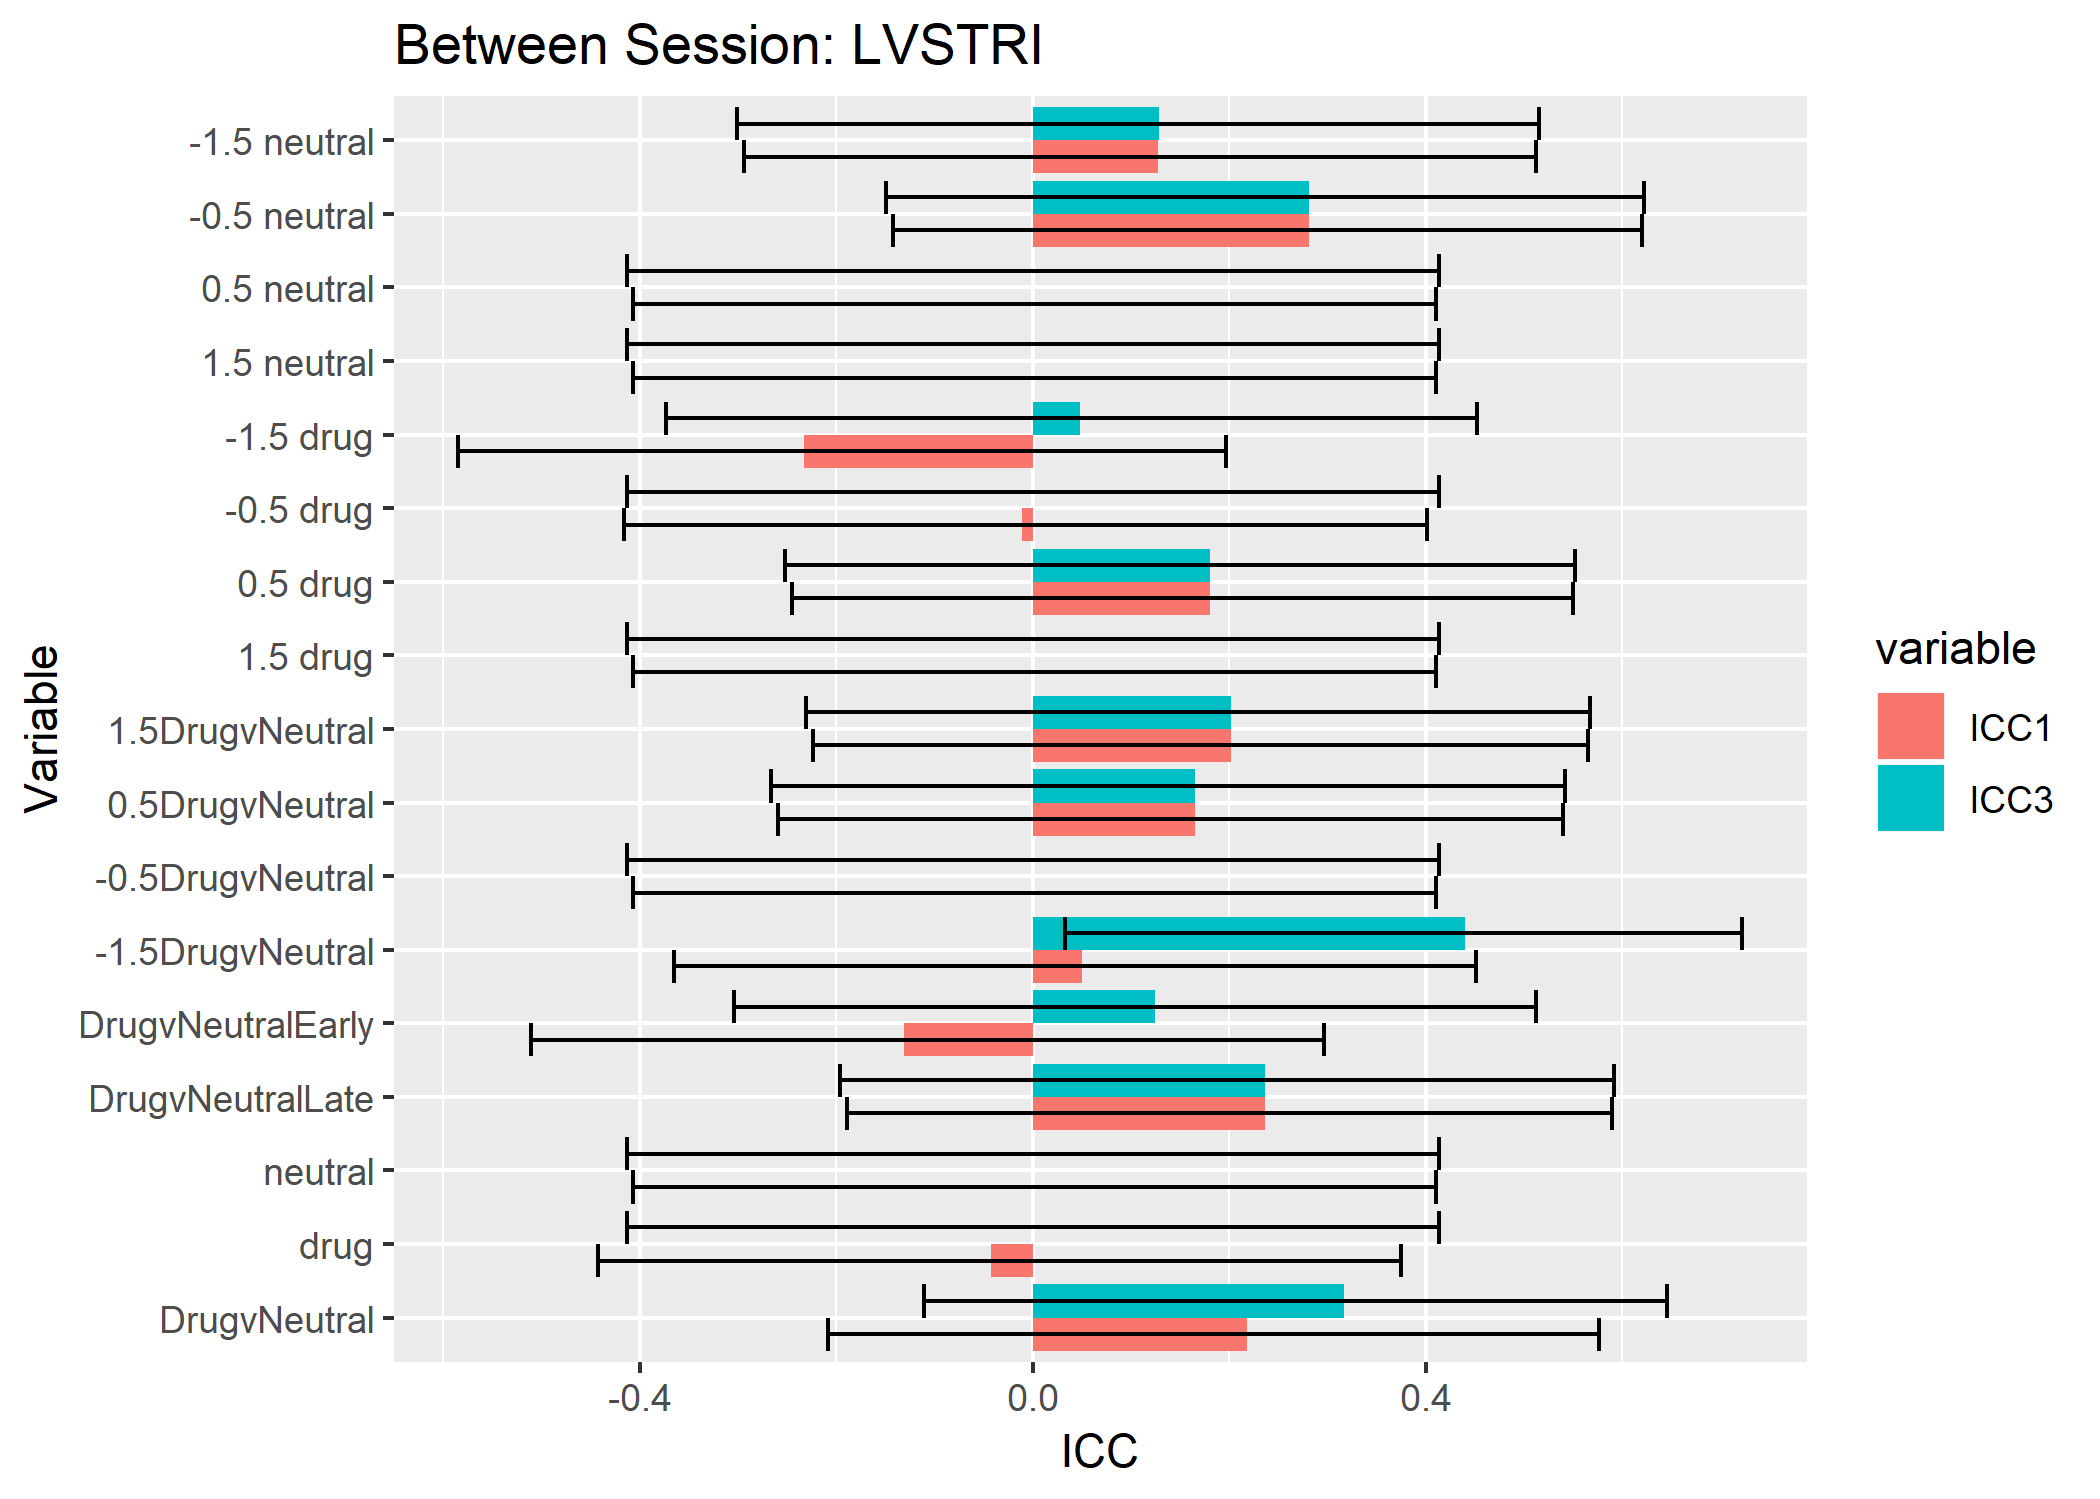 Between Session: LVSTRI
-1.5 neutral
-0.5 neutral
0.5 neutral
1.5 neutral
-1.5 drug
-0.5 drug
0.5 drug
1.5 drug
1.5DrugvNeutral
0.5DrugvNeutral
-0.5DrugvNeutral
-1.5DrugvNeutral
DrugvNeutralEarly
DrugvNeutralLate
neutral
drug
DrugvNeutral
Variable
-0.4
0.0
0.4
ICC
variable
ICC1
ICC3